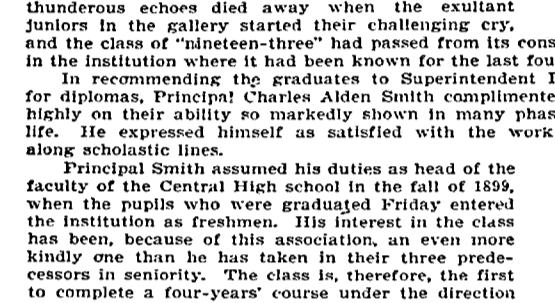 thunderous echoes died away when the exultant
juniors in the gallery started their challenging cry,
and the class of "nineteen-three" had passed from its cons
in the institution where it had been known for the last fou
In recommending the graduates to Superintendent
for diplomas, Principal Charles Alden Smith complimente
highly on their ability so markedly shown in many phas
life. He expressed himself as satisfied with the work
along scholastic lines.
Principal Smith assumed his duties as head of the
faculty of the Central High school in the fall of 1899,
when the pupils who were graduated Friday entered
the institution as freshmen. His interest in the class
has been, because of this association, an even more
kindly one than he has taken in their three prede-
cessors in seniority. The class is, therefore, the first
to complete a four-years' course under the direction